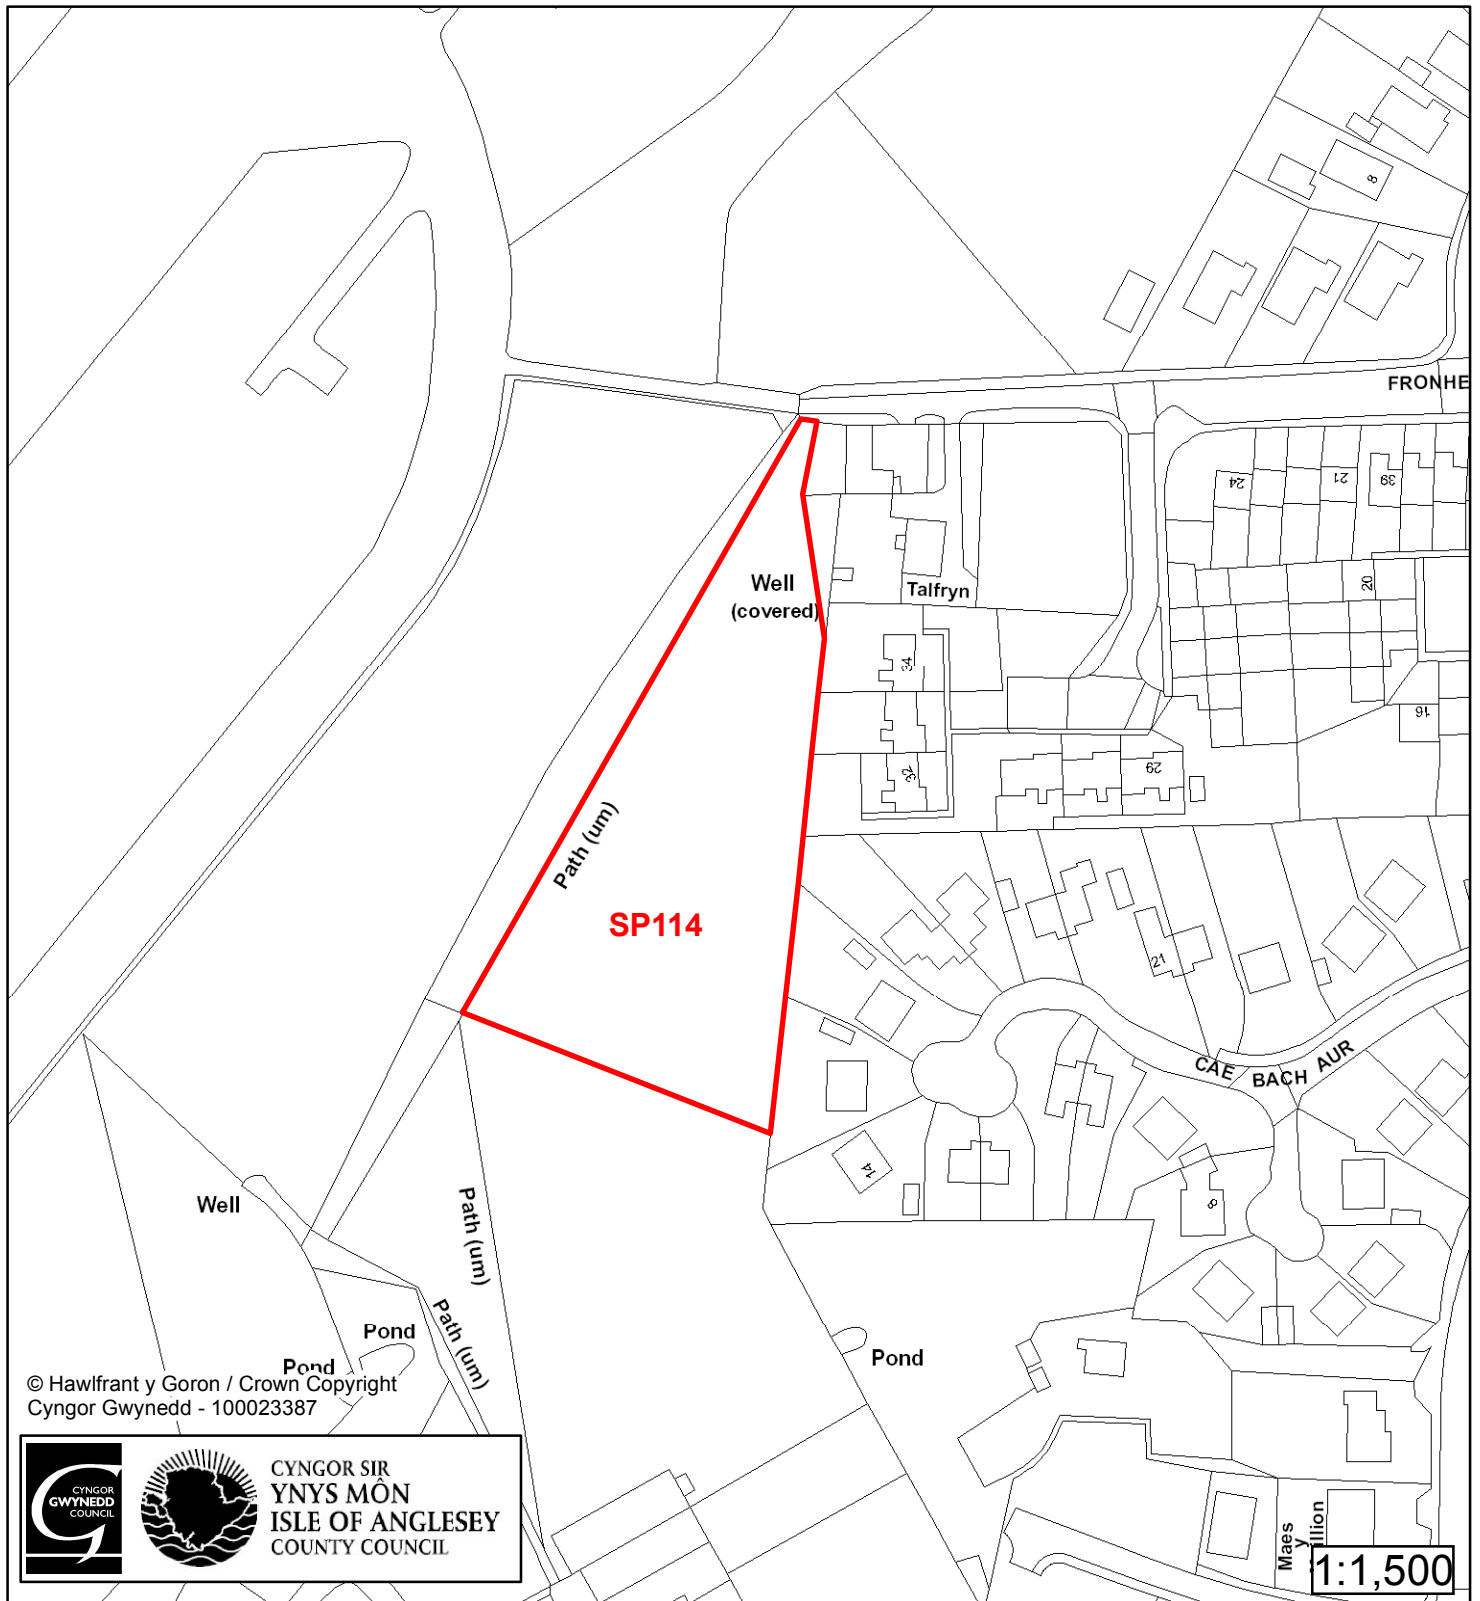 8
FRONHE
24
21
39
Well
(covered)
Talfryn
20
34
16
32
29
Path (um)
SP114
21
CAE BACH AUR
14
8
Well
Path (um)
Path (um)
Pond
Pond
Pond
© Hawlfrant y Goron / Crown Copyright
Cyngor Gwynedd - 100023387
CYNGOR
GWYNEDD
COUNCIL
CYNGOR SIR
YNYS MÔN
ISLE OF ANGLESEY
COUNTY COUNCIL
Maes
y
1:1,500